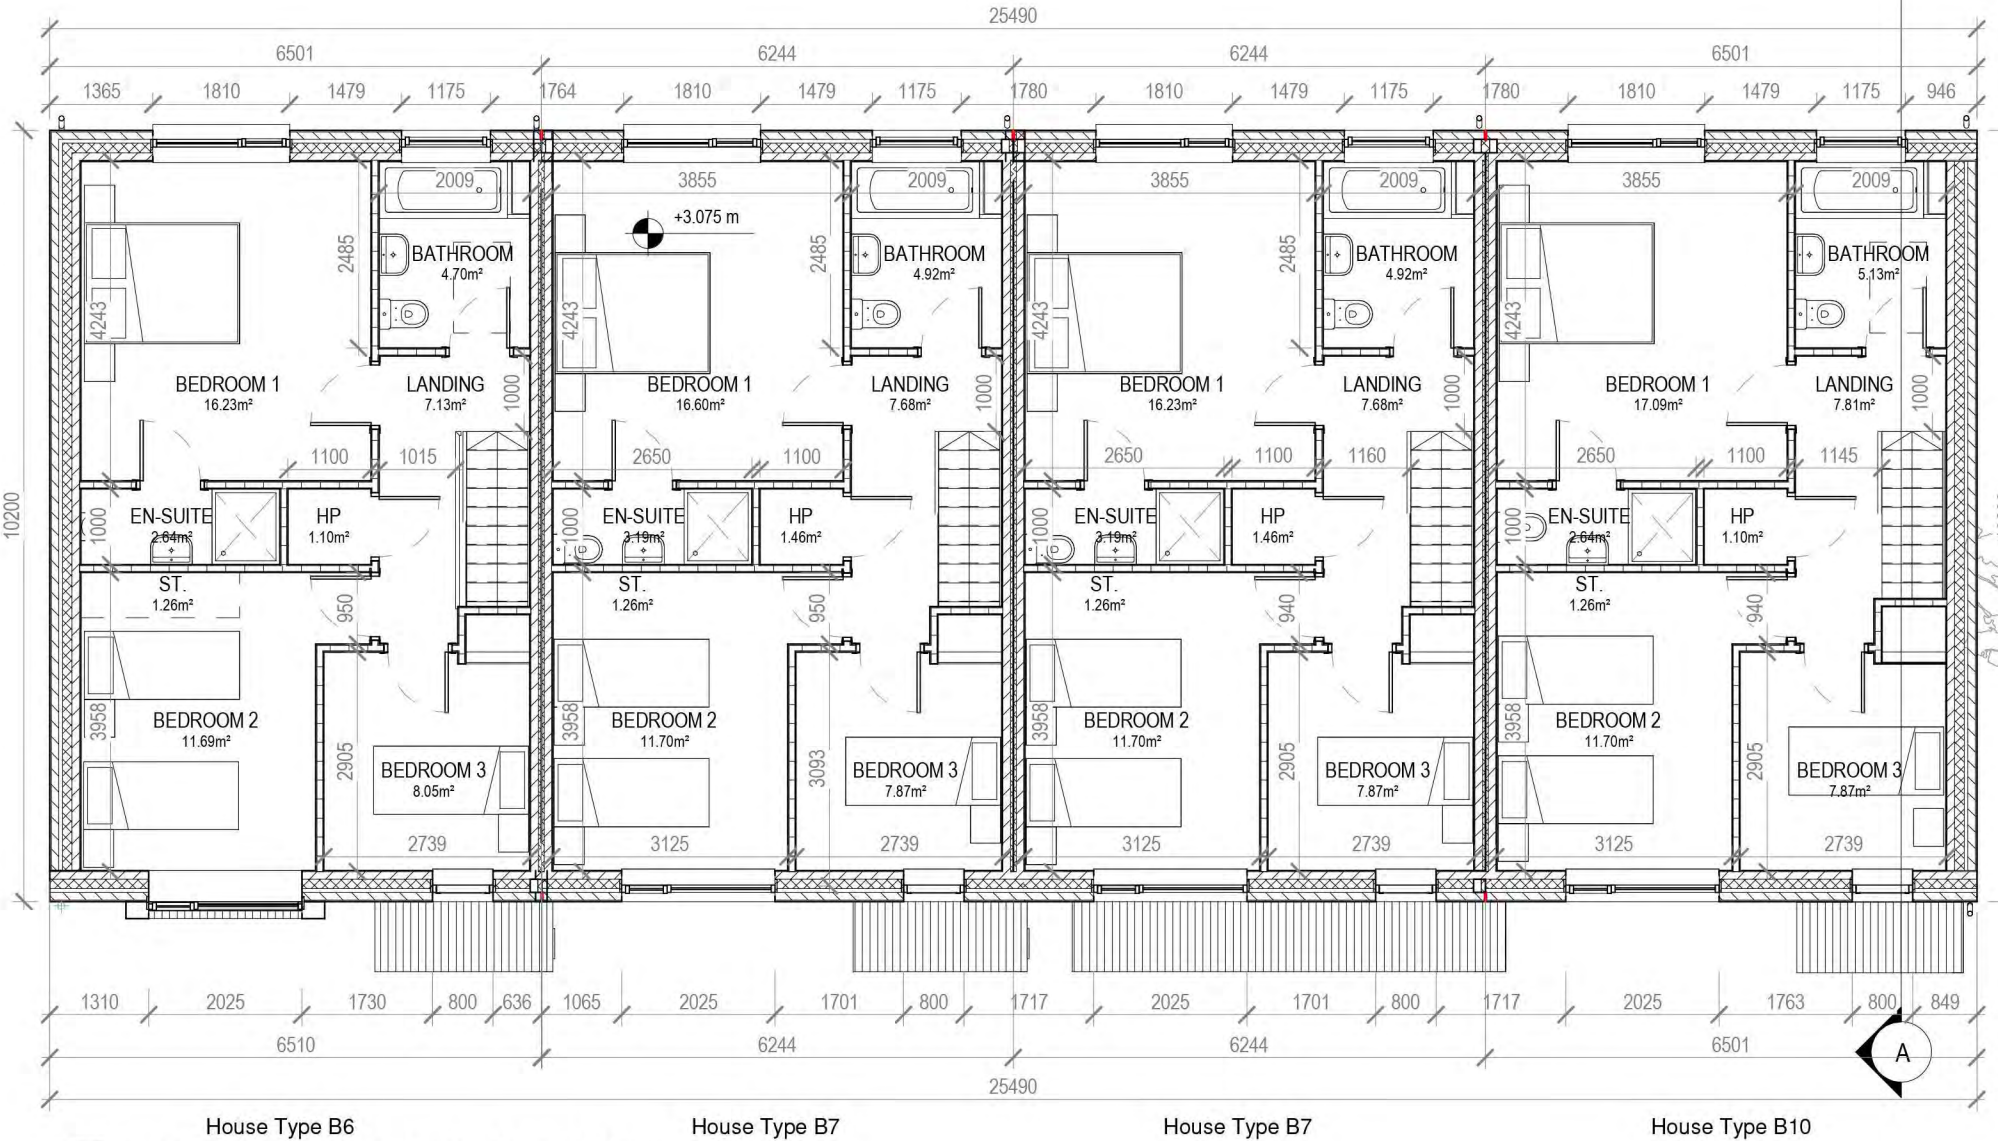 25490
6501 6244 6244 6501
1365 1810 1479 1175 1764 1810 1479 1175 1780 1810 1479 1175 1780 1810 1479 1175 946
2009 3855 2009 3855 2009 3855 2009
+3.075 m
2485 2485 2485
BATHROOM BATHROOM BATHROOM BATHROOM
4.70m² 4.92m² 4.92m² 5.13m²
4243 4243 4243 4243
BEDROOM 1 LANDING BEDROOM 1 LANDING BEDROOM 1 LANDING BEDROOM 1 LANDING
16.23m² 7.13m² 16.60m² 7.68m² 16.23m² 7.68m² 17.09m² 7.81m²
1000 1000 1000 1000
1100 1015 2650 1100 2650 1100 1160 2650 1100 1145
10200
EN-SUITE HP EN-SUITE HP EN-SUITE HP EN-SUITE HP
2.64m² 1.10m² 3.19m² 1.46m² 3.19m² 1.46m² 2.64m² 1.10m²
1000 1000 1000 1000
ST. ST. ST. ST.
1.26m² 1.26m² 1.26m² 1.26m²
950 950 940 940
3958 3958 3958 3958
BEDROOM 2 BEDROOM 2 BEDROOM 2 BEDROOM 2
11.69m² 11.70m² 11.70m² 11.70m²
2905 3093 2905 2905
BEDROOM 3 BEDROOM 3 BEDROOM 3 BEDROOM 3
8.05m² 7.87m² 7.87m² 7.87m²
2739 3125 2739 3125 2739 3125 2739
1310 2025 1730 800 636 1065 2025 1701 800 1717 2025 1701 800 1717 2025 1763 800 849
6510 6244 6244 6501
A
25490
House Type B6 House Type B7 House Type B7 House Type B10